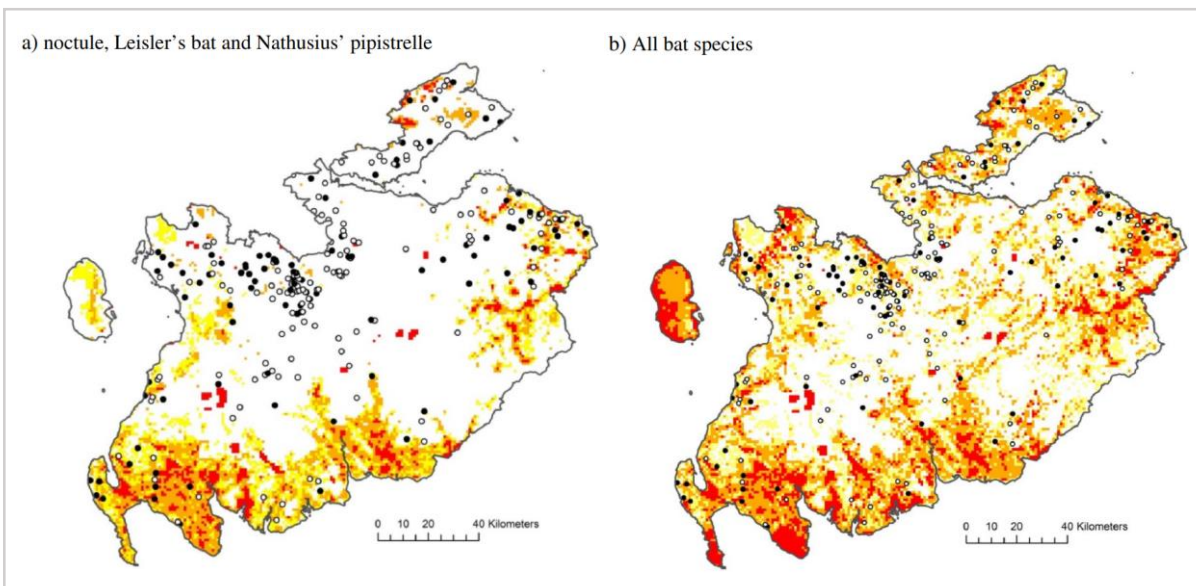 a) noctule, Leisler's bat and Nathusius' pipistrelle
b) All bat species
0 10 20 40 Kilometers
0 10 20 40 Kilometers